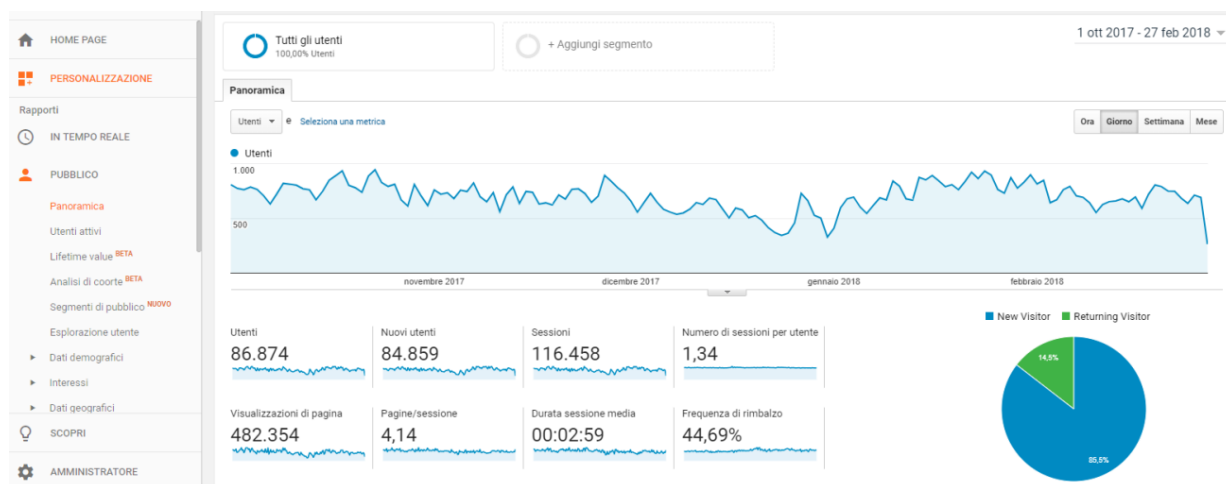 HOME PAGE
PERSONALIZZAZIONE
Rapporti
IN TEMPO REALE
PUBBLICO
Panoramica
Utenti attivi
Lifetime value BETA
Analisi di coorte BETA
Segmenti di pubblico NUOVO
Esplorazione utente
Dati demografici
Interessi
Dati geografici
SCOPRI
AMMINISTRATORE
Tutti gli utenti
100,00% Utenti
+ Aggiungi segmento
1 ott 2017 - 27 feb 2018
Panoramica
Utenti e Seleziona una metrica
Ora Giorno Settimana Mese
Utenti
1.000
500
novembre 2017 dicembre 2017 gennaio 2018 febbraio 2018
Utenti Nuovi utenti Sessioni Numero di sessioni per utente
86.874 84.859 116.458 1,34
Visualizzazioni di pagina Pagine/sessione Durata sessione media Frequenza di rimbalzo
482.354 4,14 00:02:59 44,69%
New Visitor Returning Visitor
14,5%
85,5%